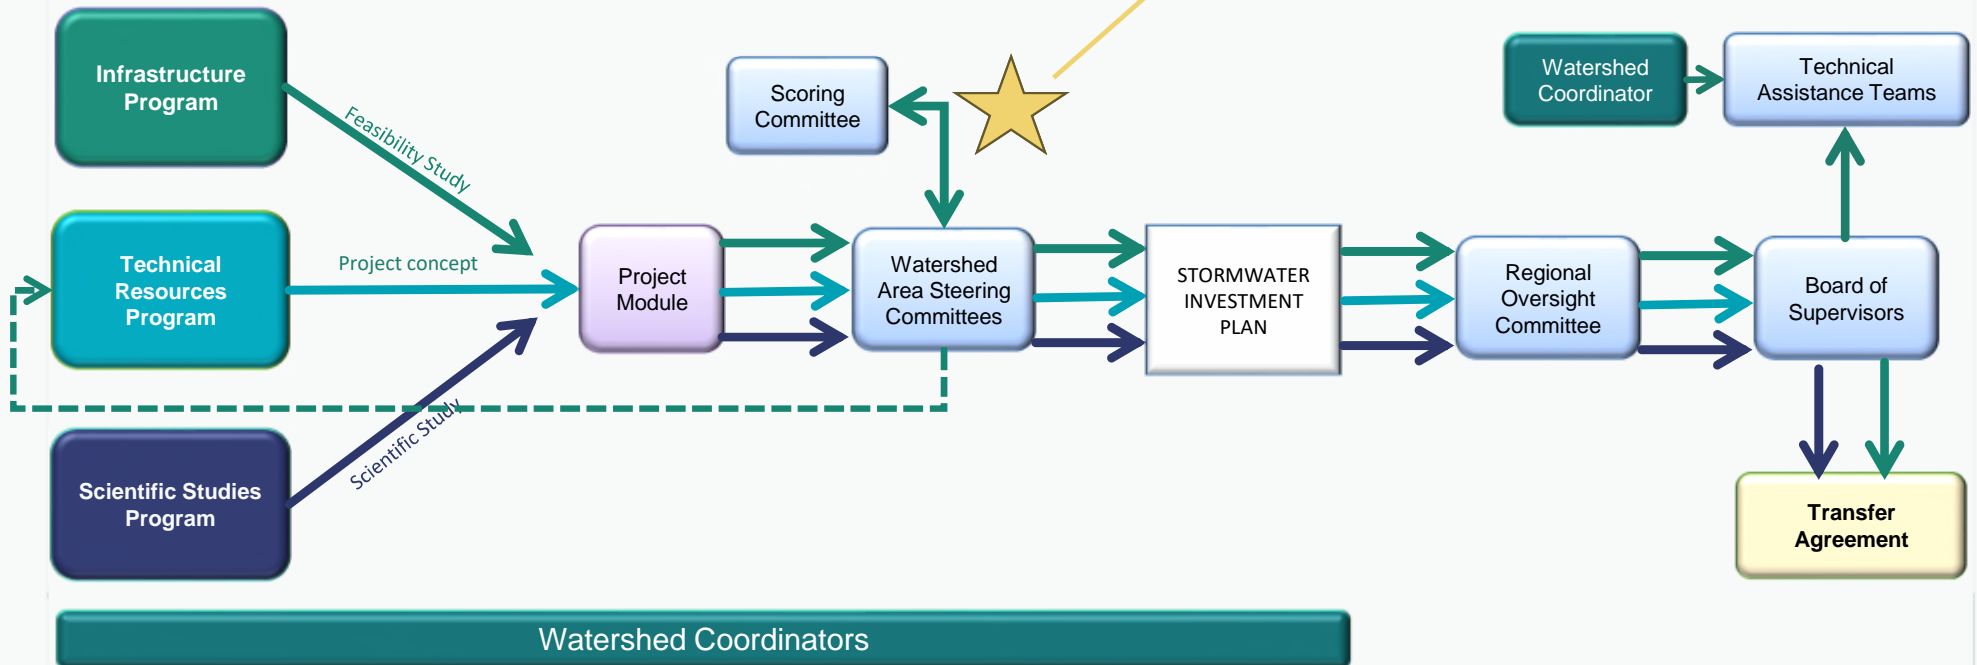 Infrastructure
Program
Feasibility Study
Scoring
Committee
Watershed
Coordinator
Technical
Assistance Teams
Technical
Resources
Program
Project concept
Project
Module
Watershed
Area Steering
Committees
STORMWATER
INVESTMENT
PLAN
Regional
Oversight
Committee
Board of
Supervisors
Scientific Studies
Program
Scientific Study
Transfer
Agreement
Watershed Coordinators